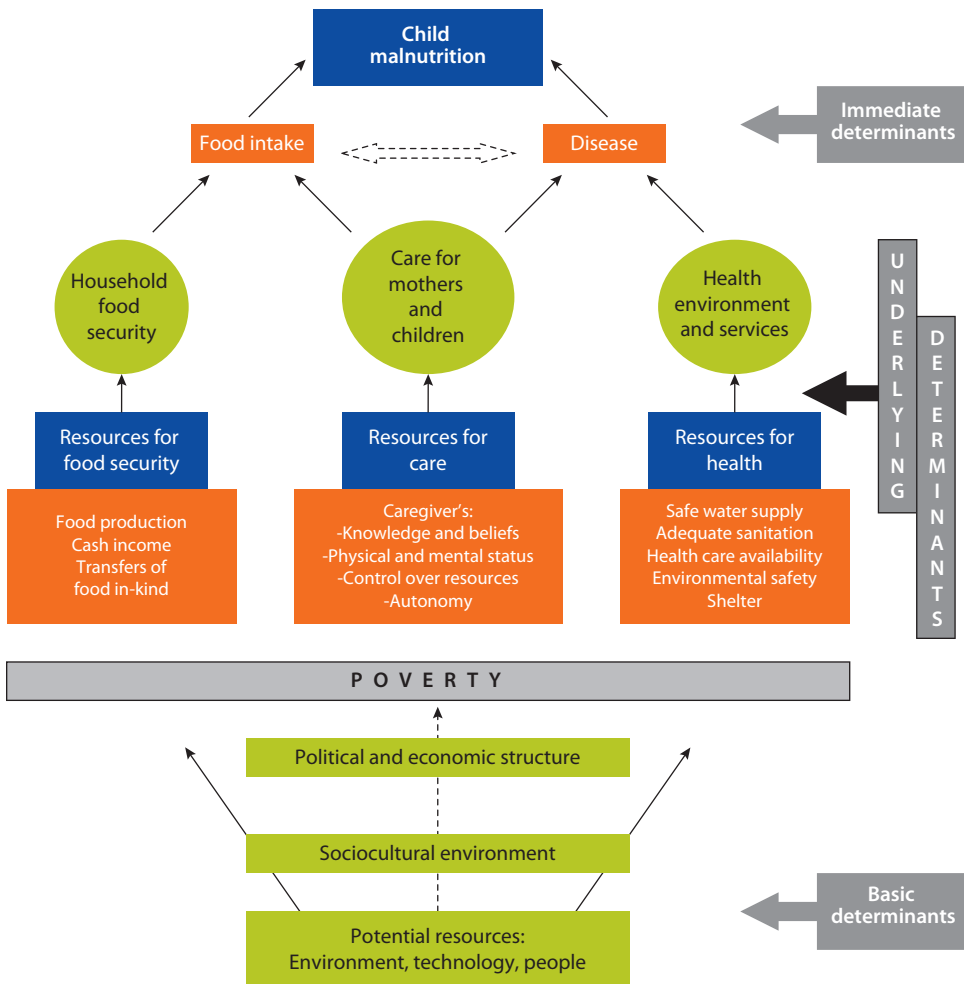 Child
malnutrition
Immediate
determinants
Food intake
Disease
Household
food
security
Care for
mothers
and
children
Health
environment
and services
UNDERLYING
DETERMINANTS
Resources for
food security
Resources for
care
Resources for
health
Food production
Cash income
Transfers of
food in-kind
Caregiver's:
-Knowledge and beliefs
-Physical and mental status
-Control over resources
-Autonomy
Safe water supply
Adequate sanitation
Health care availability
Environmental safety
Shelter
POVERTY
Political and economic structure
Sociocultural environment
Potential resources:
Environment, technology, people
Basic
determinants